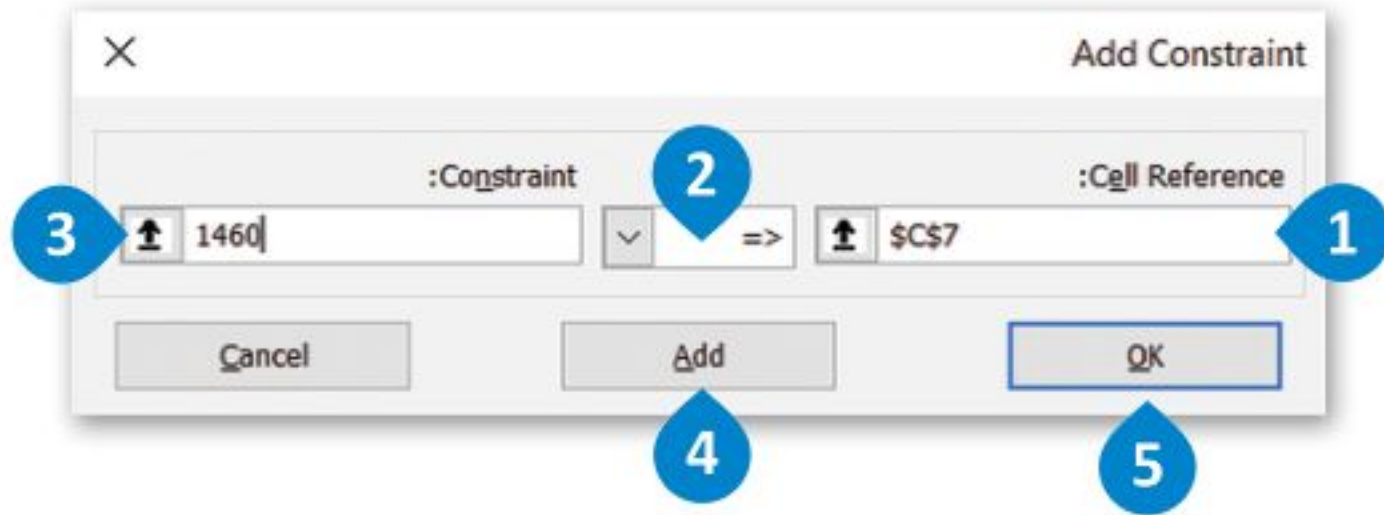 Add Constraint
:Cell Reference
:Constraint
2
1
$C$7
=>
1460
3
OK
Add
Cancel
4
5